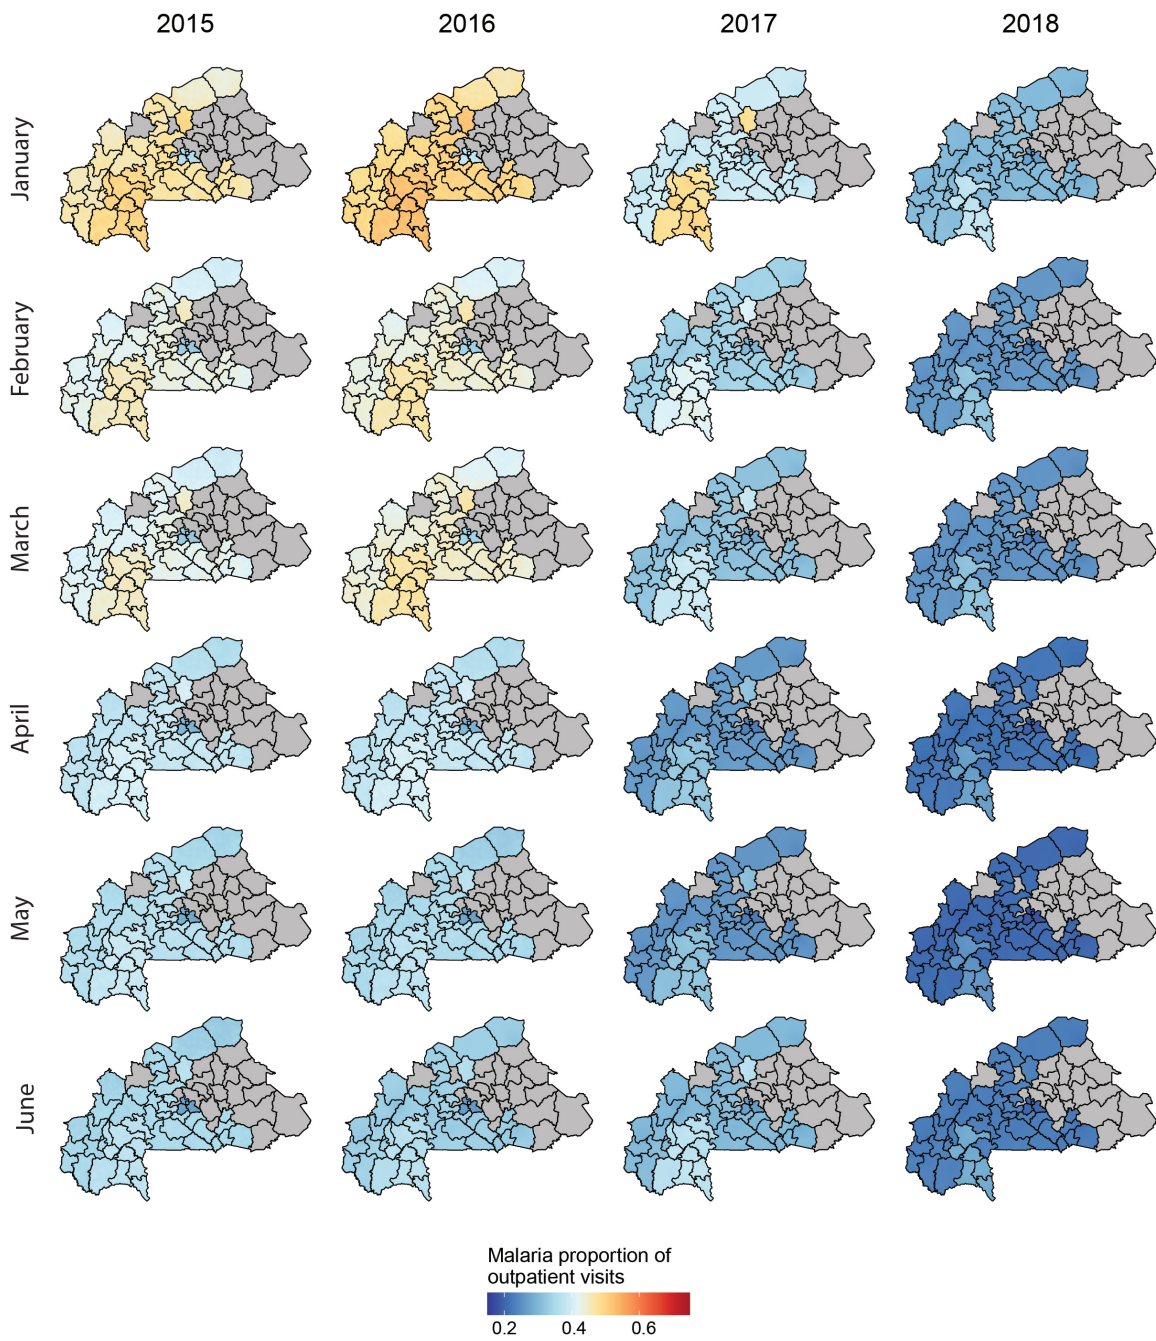 2015 2016 2017 2018
January
February
March
April
May
June
Malaria proportion of
outpatient visits
0.2 0.4 0.6